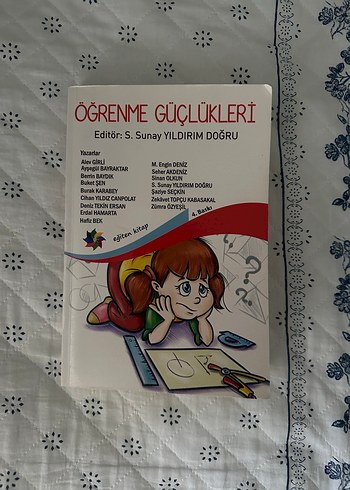 ÖĞRENME GÜÇLÜKLERİ
Editör: S. Sunay YILDIRIM DOĞRU
Yazarlar
Alev GİRLİ
Ayşegül BAYRAKTAR
Berrin BAYDIK
Buket ŞEN
Burak KARABEY
Cihan YILDIZ CANPOLAT
Deniz TEKİN ERSAN
Erdal HAMARTA
Hafız BEK
M. Engin DENİZ
Seher AKDENİZ
Sinan OLKUN
S. Sunay YILDIRIM DOĞRU
Şaziye SEÇKİN
Zekâvet TOPÇU KABASAKAL
Zümra ÖZYEŞİL
4. Baskı
eğiten kitap